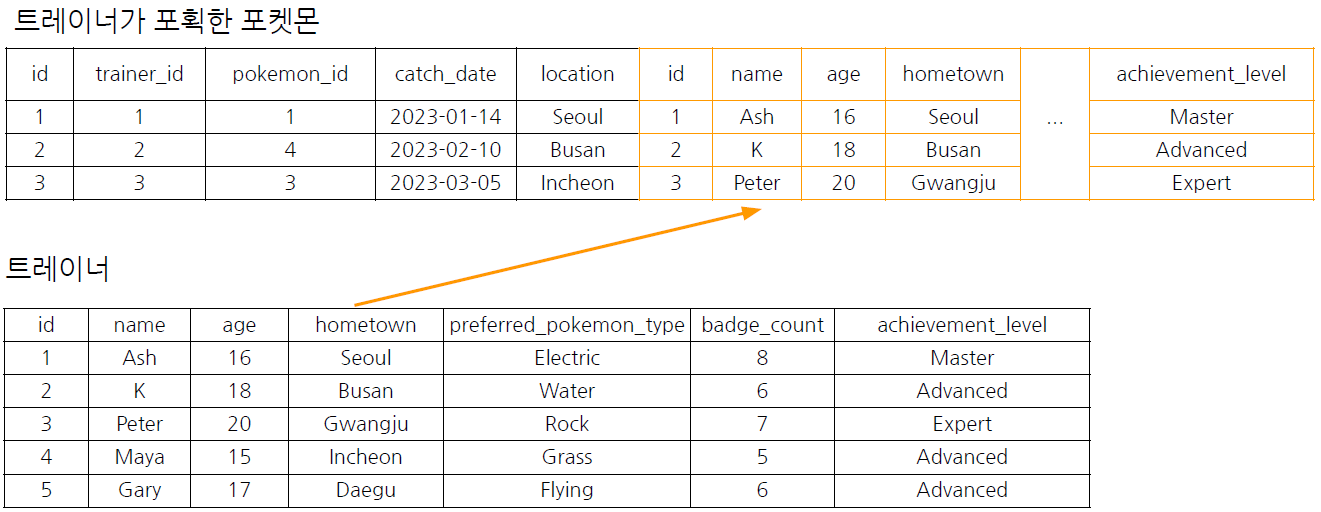 트레이너가 포획한 포켓몬
id trainer_id pokemon_id catch_date location id name age hometown ... achievement_level
1 1 1 2023-01-14 Seoul 1 Ash 16 Seoul Master
2 2 4 2023-02-10 Busan 2 K 18 Busan Advanced
3 3 3 2023-03-05 Incheon 3 Peter 20 Gwangju Expert
트레이너
id name age hometown preferred_pokemon_type badge_count achievement_level
1 Ash 16 Seoul Electric 8 Master
2 K 18 Busan Water 6 Advanced
3 Peter 20 Gwangju Rock 7 Expert
4 Maya 15 Incheon Grass 5 Advanced
5 Gary 17 Daegu Flying 6 Advanced